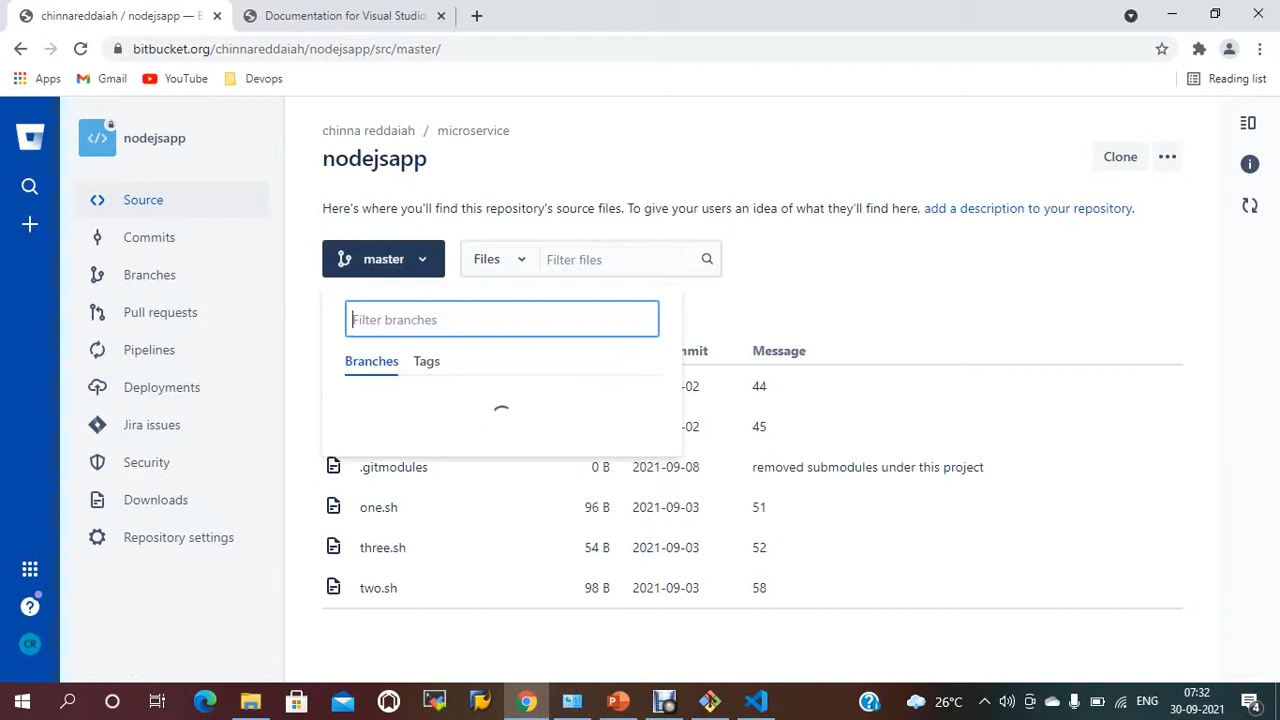 chinnareddaiah / nodejsapp — B
Documentation for Visual Studio
bitbucket.org/chinnareddaiah/nodejsapp/src/master/
Apps
Gmail
YouTube
Devops
Reading list
nodejsapp
Source
Commits
Branches
Pull requests
Pipelines
Deployments
Jira issues
Security
Downloads
Repository settings
CR
chinna reddaiah / microservice
nodejsapp
Clone
Here's where you'll find this repository's source files. To give your users an idea of what they'll find here, add a description to your repository.
master
Files
Filter files
Filter branches
Branches
Tags
mmit
Message
-02
44
-02
45
.gitmodules 0 B 2021-09-08 removed submodules under this project
one.sh 96 B 2021-09-03 51
three.sh 54 B 2021-09-03 52
two.sh 98 B 2021-09-03 58
26°C
ENG
07:32
30-09-2021
4